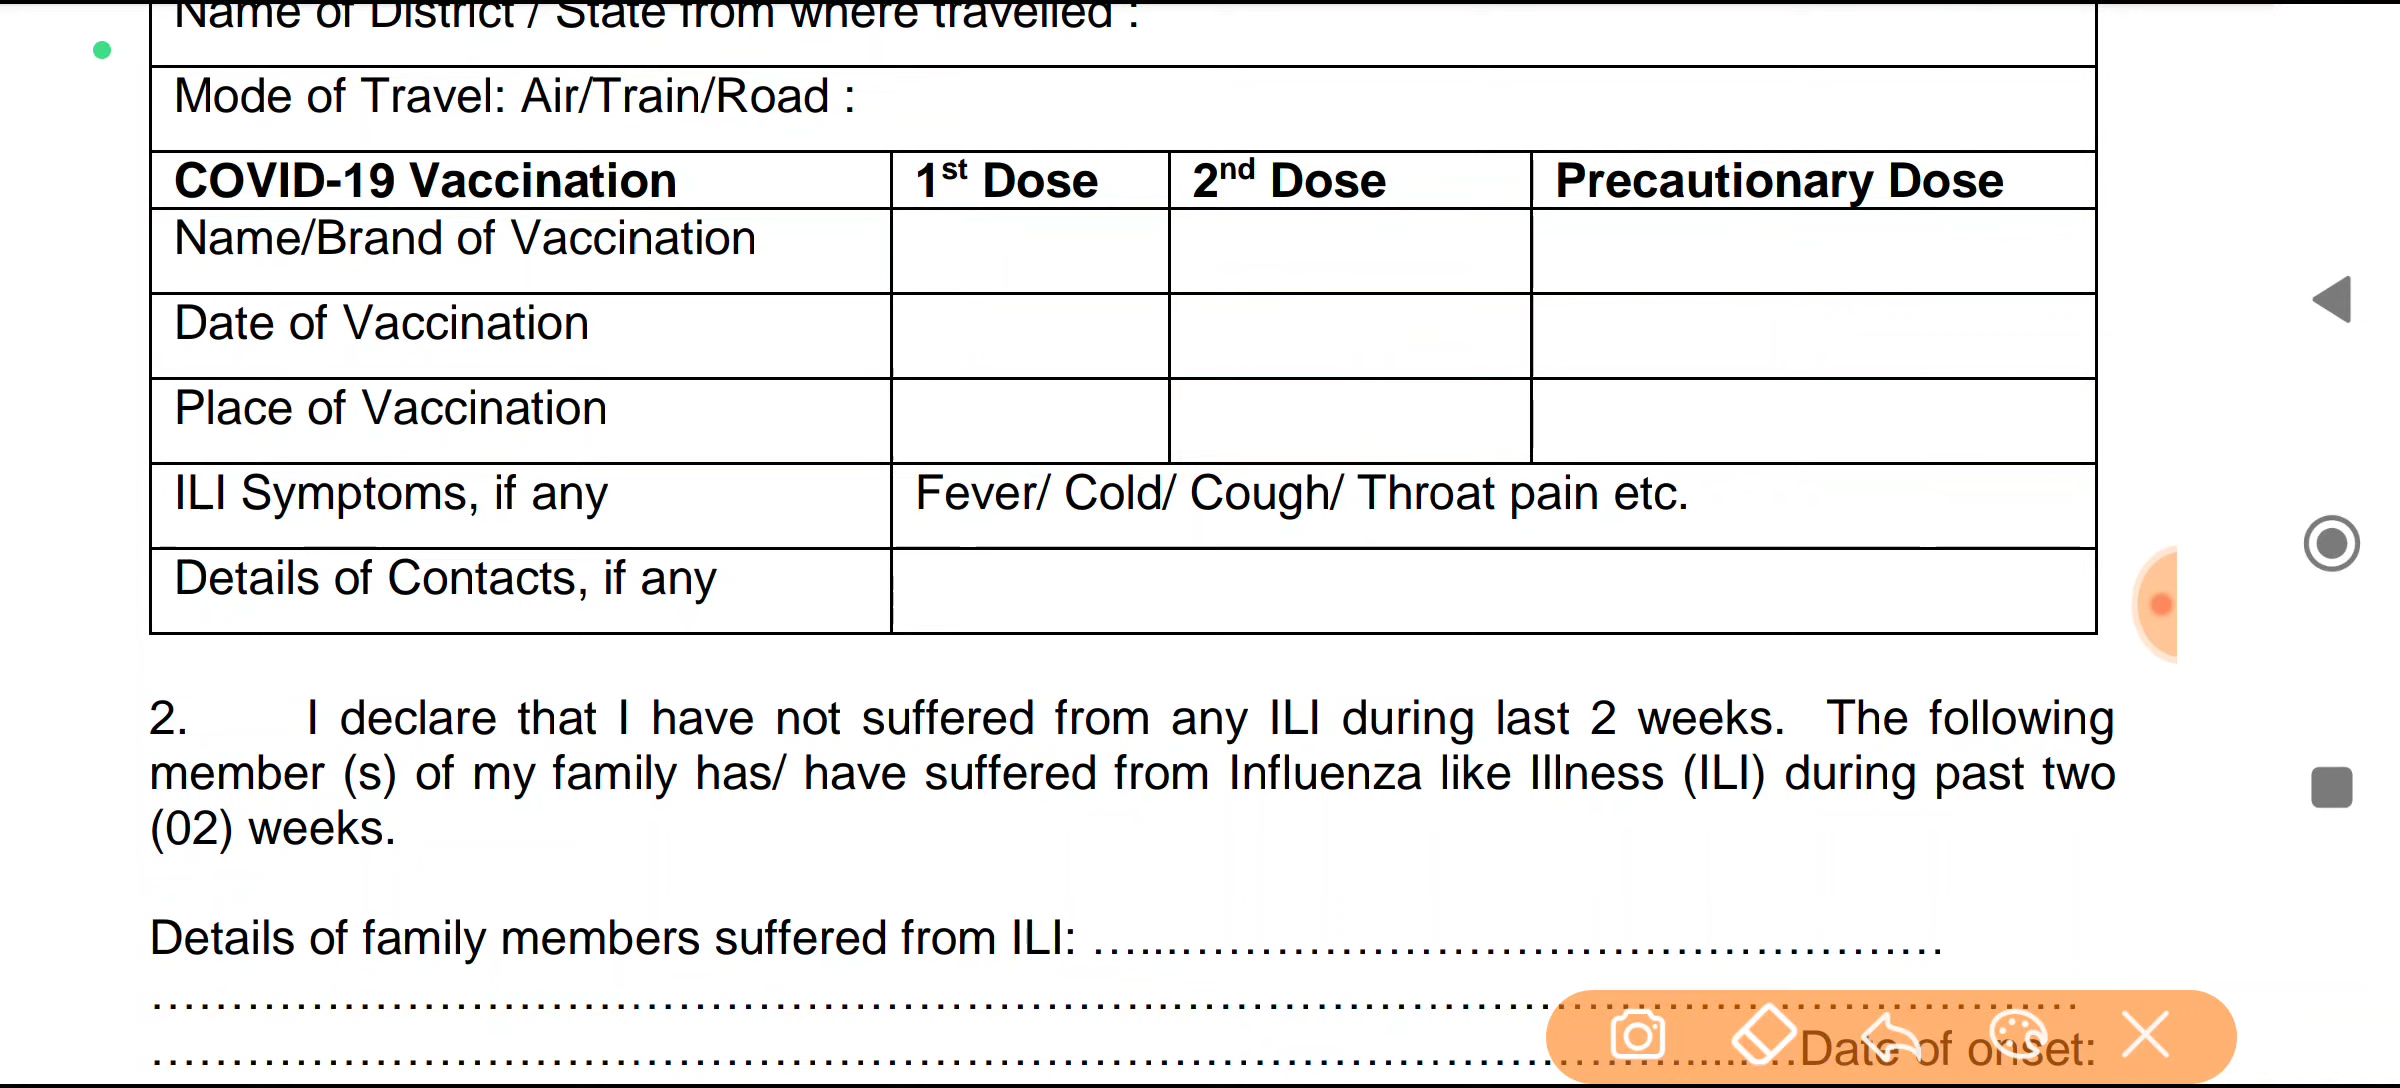 Name of District / State from where travelled :
Mode of Travel: Air/Train/Road :
COVID-19 Vaccination 1st Dose 2nd Dose Precautionary Dose
Name/Brand of Vaccination
Date of Vaccination
Place of Vaccination
ILI Symptoms, if any Fever/ Cold/ Cough/ Throat pain etc.
Details of Contacts, if any
2. I declare that I have not suffered from any ILI during last 2 weeks. The following
member (s) of my family has/ have suffered from Influenza like Illness (ILI) during past two
(02) weeks.
Details of family members suffered from ILI: ........................................................
................................................................................................................
................................................................................................Date of onset: